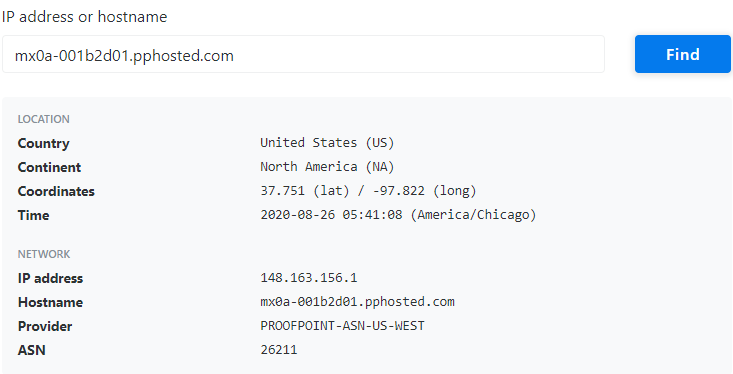 IP address or hostname
mx0a-001b2d01.pphosted.com Find
LOCATION
Country United States (US)
Continent North America (NA)
Coordinates 37.751 (lat) / -97.822 (long)
Time 2020-08-26 05:41:08 (America/Chicago)
NETWORK
IP address 148.163.156.1
Hostname mx0a-001b2d01.pphosted.com
Provider PROOFPOINT-ASN-US-WEST
ASN 26211